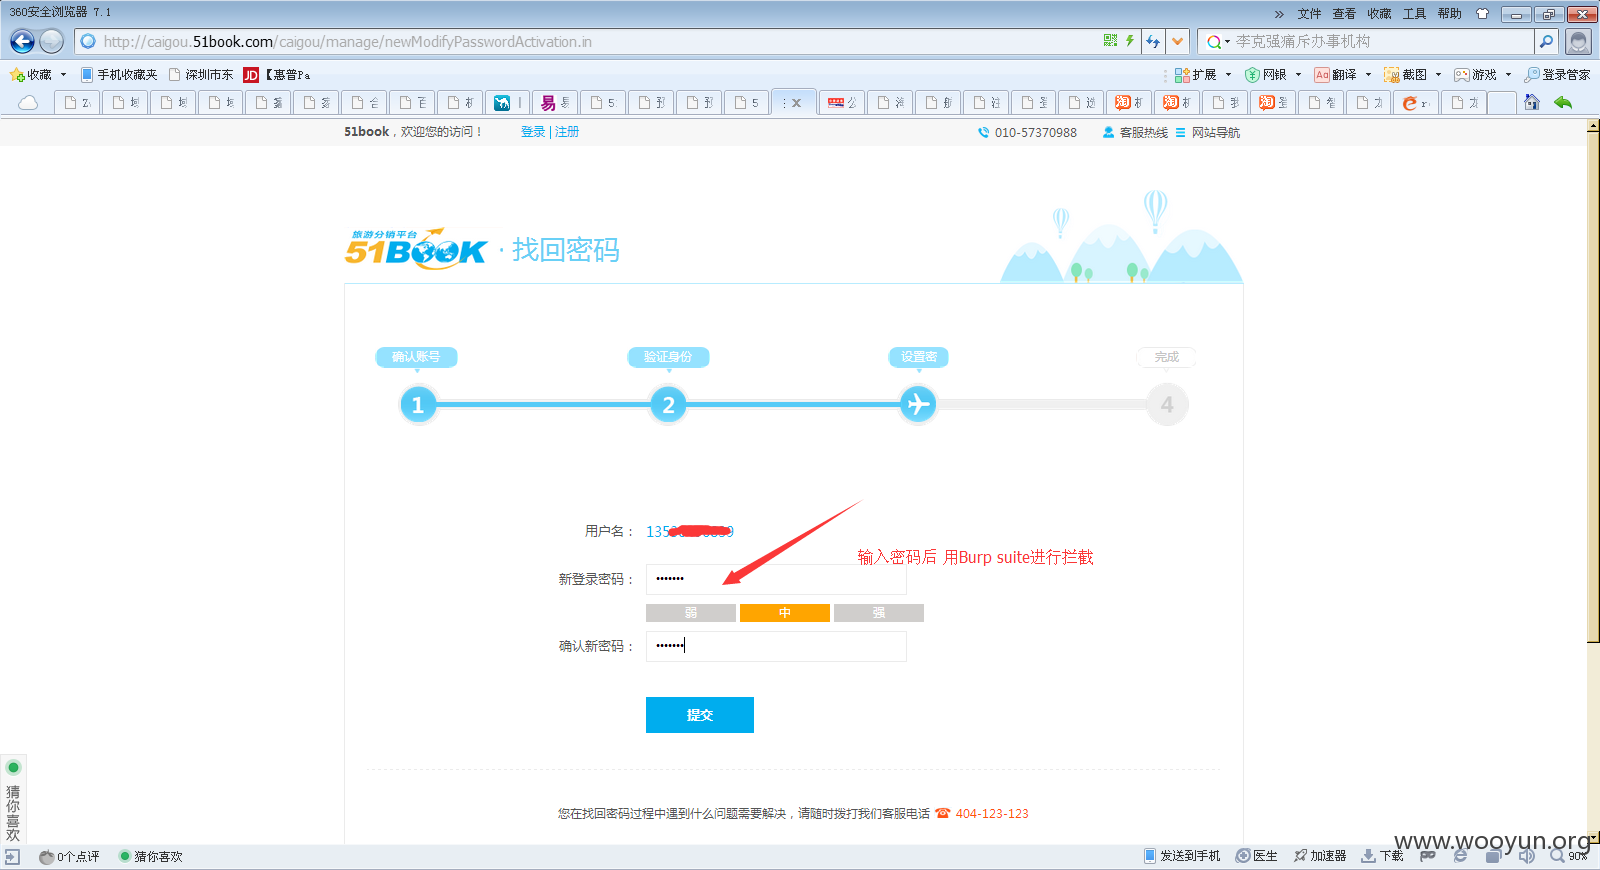 360安全浏览器 7.1
» 文件 查看 收藏 工具 帮助
http://caigou.51book.com/caigou/manage/newModifyPasswordActivation.in
李克强痛斥办事机构
收藏 手机收藏夹 深圳市东 JD 【惠普Pa
扩展 网银 Aa 翻译 截图 游戏 登录管家
51book，欢迎您的访问！ 登录 | 注册
010-57370988 客服热线 网站导航
旅游分销平台
51BOOK · 找回密码
确认账号 验证身份 设置密 完成
1 2 4
用户名：
输入密码后 用Burp suite进行拦截
新登录密码：
弱 中 强
确认新密码：
提交
您在找回密码过程中遇到什么问题需要解决，请随时拨打我们客服电话 404-123-123
猜你喜欢
www.wooyun.org
0个点评 猜你喜欢
发送到手机 医生 加速器 下载 90%